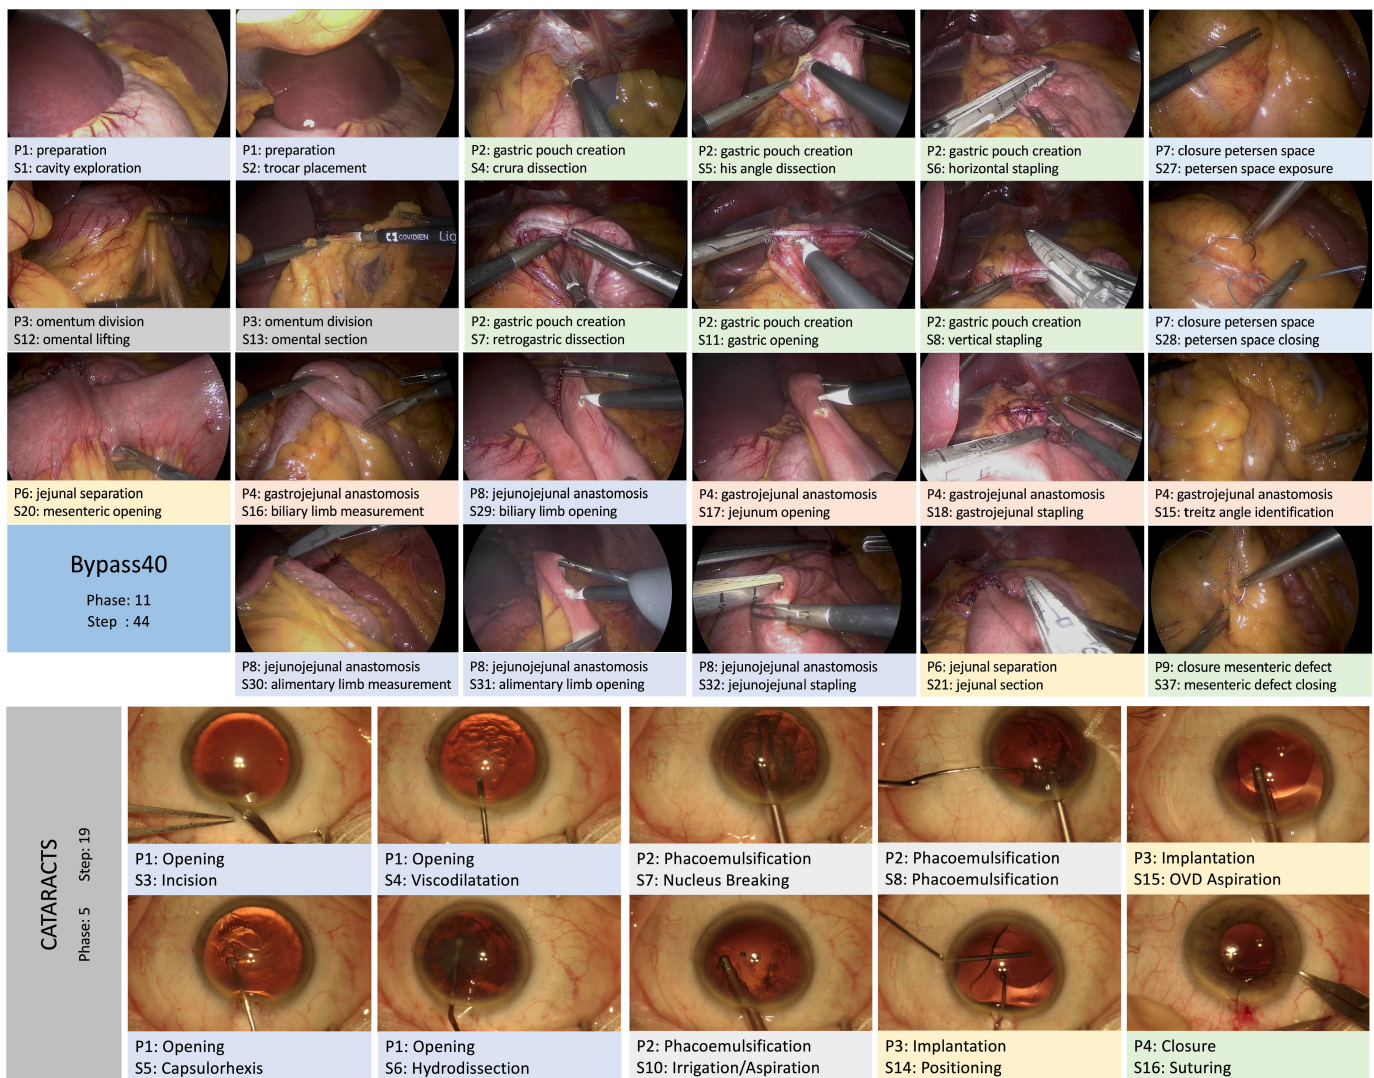 P1: preparation
S1: cavity exploration
P1: preparation
S2: trocar placement
P2: gastric pouch creation
S4: crura dissection
P2: gastric pouch creation
S5: his angle dissection
P2: gastric pouch creation
S6: horizontal stapling
P7: closure petersen space
S27: petersen space exposure
COVIDIEN Lig
P3: omentum division
S12: omental lifting
P3: omentum division
S13: omental section
P2: gastric pouch creation
S7: retrogastric dissection
P2: gastric pouch creation
S11: gastric opening
P2: gastric pouch creation
S8: vertical stapling
P7: closure petersen space
S28: petersen space closing
P6: jejunal separation
S20: mesenteric opening
P4: gastrojejunal anastomosis
S16: biliary limb measurement
P8: jejunojejunal anastomosis
S29: biliary limb opening
P4: gastrojejunal anastomosis
S17: jejunum opening
P4: gastrojejunal anastomosis
S18: gastrojejunal stapling
P4: gastrojejunal anastomosis
S15: treitz angle identification
Bypass40
Phase: 11
Step : 44
P8: jejunojejunal anastomosis
S30: alimentary limb measurement
P8: jejunojejunal anastomosis
S31: alimentary limb opening
P8: jejunojejunal anastomosis
S32: jejunojejunal stapling
P6: jejunal separation
S21: jejunal section
P9: closure mesenteric defect
S37: mesenteric defect closing
CATARACTS
Phase: 5 Step: 19
P1: Opening
S3: Incision
P1: Opening
S4: Viscodilatation
P2: Phacoemulsification
S7: Nucleus Breaking
P2: Phacoemulsification
S8: Phacoemulsification
P3: Implantation
S15: OVD Aspiration
P1: Opening
S5: Capsulorhexis
P1: Opening
S6: Hydrodissection
P2: Phacoemulsification
S10: Irrigation/Aspiration
P3: Implantation
S14: Positioning
P4: Closure
S16: Suturing